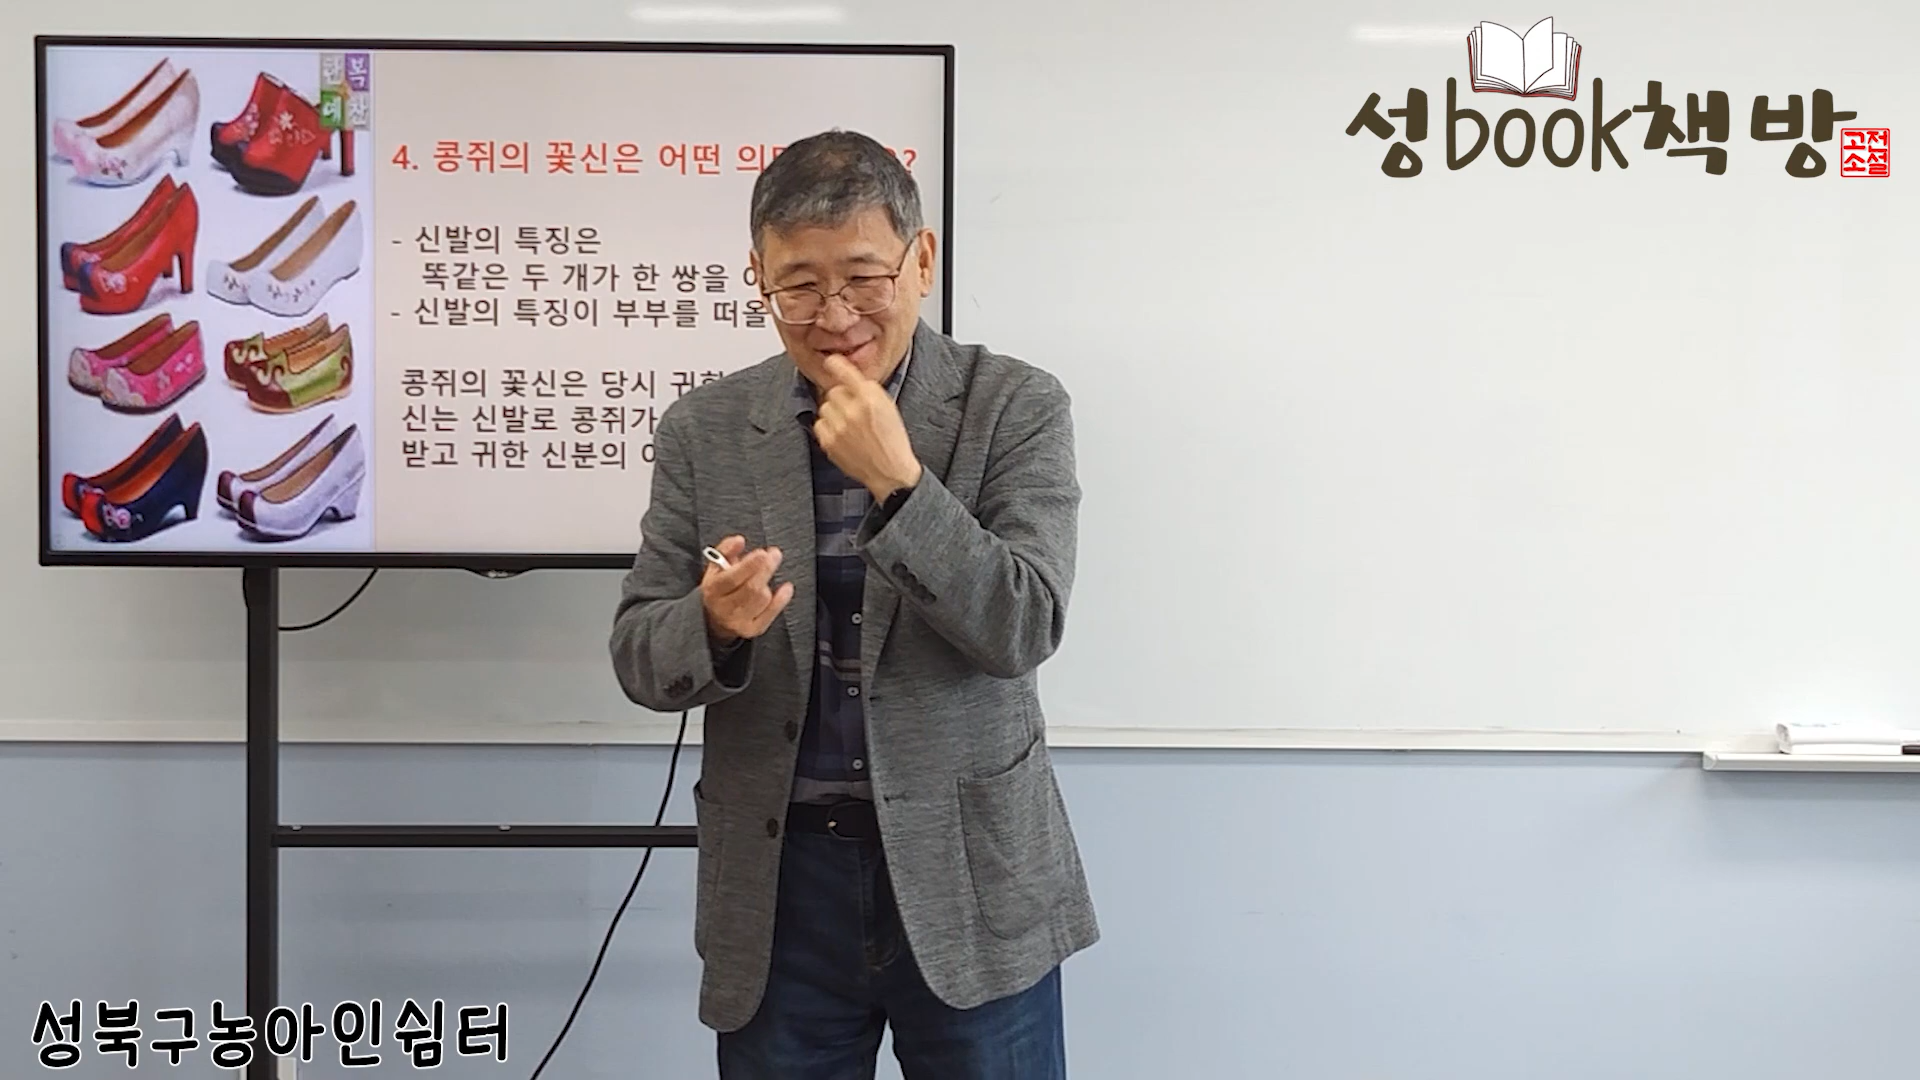 한복
예찬
4. 콩쥐의 꽃신은 어떤 ?
- 신발의 특징은
똑같은 두 개가 한 쌍을
- 신발의 특징이 부부를
콩쥐의 꽃신은 당시
신는 신발로 콩쥐가
받고 귀한 신분의
성book책방
고전
소설
성북구농아인쉼터